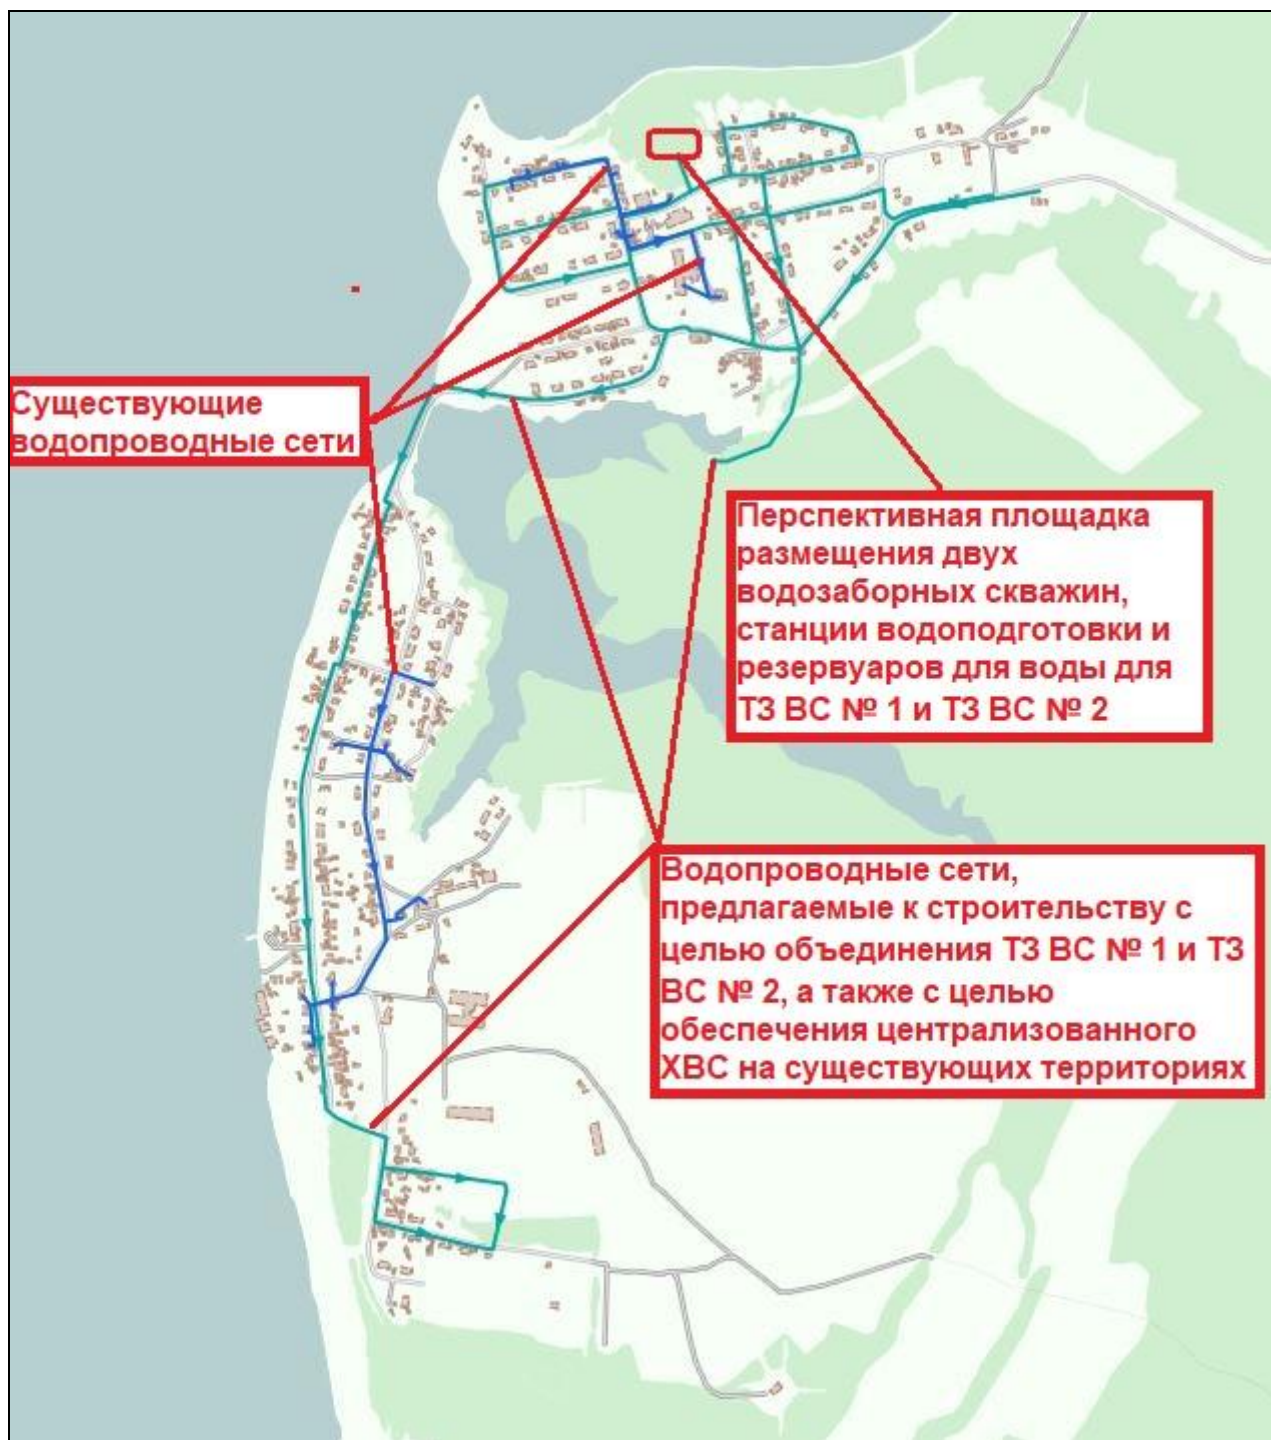 Существующие
водопроводные сети
Перспективная площадка
размещения двух
водозаборных скважин,
станции водоподготовки и
резервуаров для воды для
ТЗ ВС № 1 и ТЗ ВС № 2
Водопроводные сети,
предлагаемые к строительству с
целью объединения ТЗ ВС № 1 и ТЗ
ВС № 2, а также с целью
обеспечения централизованного
ХВС на существующих территориях